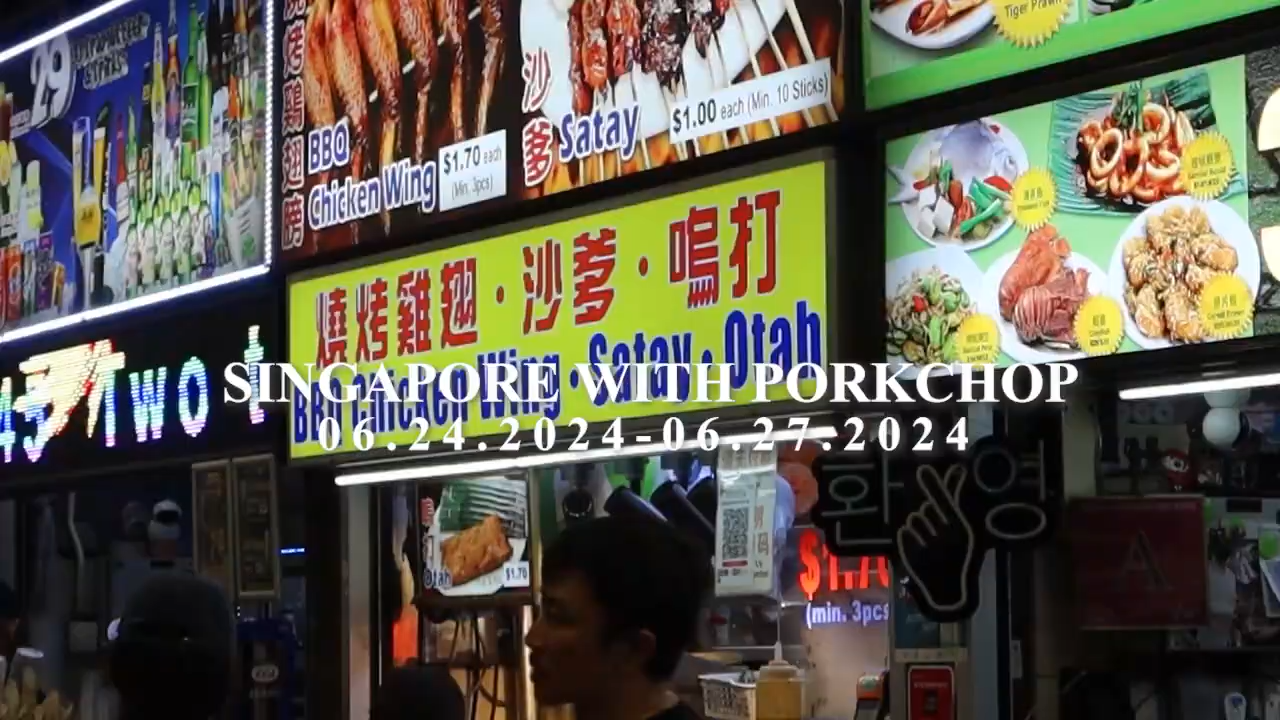 29
燒烤雞翅膀
BBQ
Chicken Wing
$1.70 each
(Min. 3pcs)
沙爹
Satay
$1.00 each (Min. 10 Sticks)
Tiger Prawn
燒烤雞翅·沙爹·嗚打
BBQ Chicken Wing · Satay · Otah
Two
SINGAPORE WITH PORKCHOP
06.24.2024-06.27.2024
Otah
$1.70
환영
(min. 3pcs
A